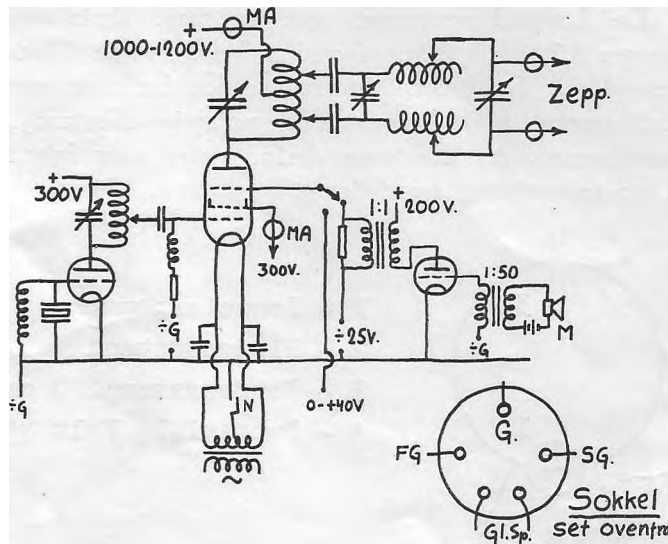 + MA
1000-1200V.
Zepp.
+
300V
MA
300V.
1:1
+
200V.
1:50
M
÷G
÷G
÷25V.
÷G
N
0-+40V
~
G.
FG
SG.
Gl.Sp.
Sokkel
set ovenfra